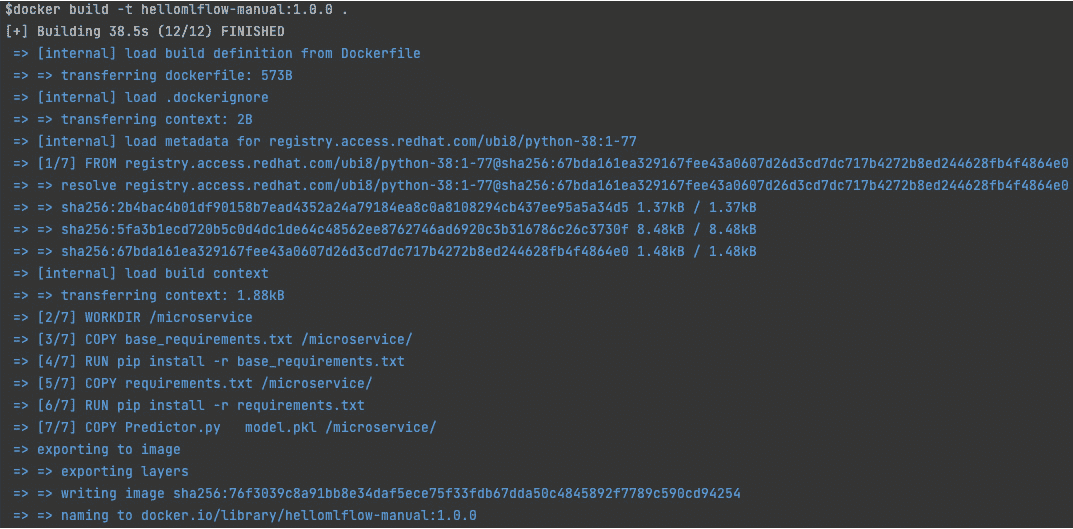 $docker build -t hellomlflow-manual:1.0.0 .
[+] Building 38.5s (12/12) FINISHED
=> [internal] load build definition from Dockerfile
=> => transferring dockerfile: 573B
=> [internal] load .dockerignore
=> => transferring context: 2B
=> [internal] load metadata for registry.access.redhat.com/ubi8/python-38:1-77
=> [1/7] FROM registry.access.redhat.com/ubi8/python-38:1-77@sha256:67bda161ea329167fee43a0607d26d3cd7dc717b4272b8ed244628fb4f4864e0
=> => resolve registry.access.redhat.com/ubi8/python-38:1-77@sha256:67bda161ea329167fee43a0607d26d3cd7dc717b4272b8ed244628fb4f4864e0
=> => sha256:2b4bac4b01df90158b7ead4352a24a79184ea8c0a8108294cb437ee95a5a34d5 1.37kB / 1.37kB
=> => sha256:5fa3b1ecd720b5c0d4dc1de64c48562ee8762746ad6920c3b316786c26c3730f 8.48kB / 8.48kB
=> => sha256:67bda161ea329167fee43a0607d26d3cd7dc717b4272b8ed244628fb4f4864e0 1.48kB / 1.48kB
=> [internal] load build context
=> => transferring context: 1.88kB
=> [2/7] WORKDIR /microservice
=> [3/7] COPY base_requirements.txt /microservice/
=> [4/7] RUN pip install -r base_requirements.txt
=> [5/7] COPY requirements.txt /microservice/
=> [6/7] RUN pip install -r requirements.txt
=> [7/7] COPY Predictor.py   model.pkl /microservice/
=> exporting to image
=> => exporting layers
=> => writing image sha256:76f3039c8a91bb8e34daf5ece75f33fdb67dda50c4845892f7789c590cd94254
=> => naming to docker.io/library/hellomlflow-manual:1.0.0